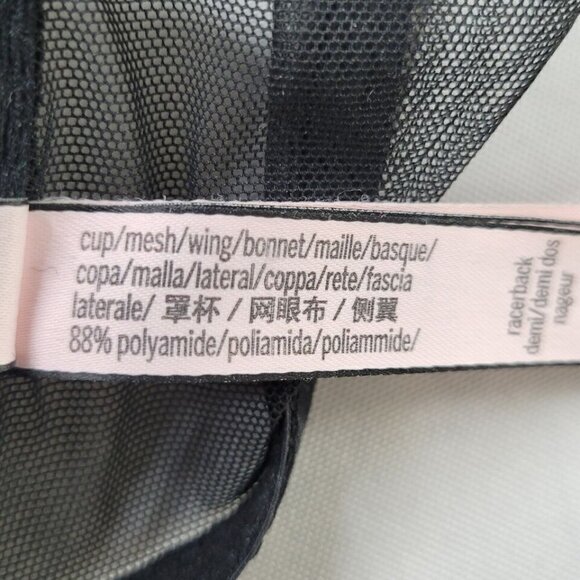 cup/mesh/wing/bonnet/maille/basque/
copa/malla/lateral/coppa/rete/fascia
laterale/ 罩杯 / 网眼布 / 侧翼
88% polyamide/poliamida/poliammide/
racerback
demi/demi dos
nageur